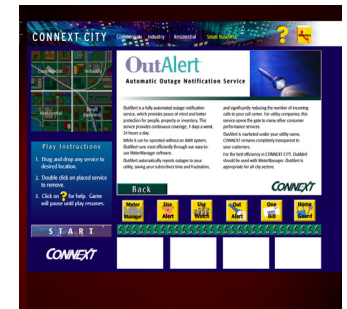 CONNEXT CITY
Commercial Industry Residential Small Business
?
Commercial Industry
Residential Small Business
OutAlert
Automatic Outage Notification Service
OutAlert is a fully automated outage notification
service, which provides peace of mind and better
protection for people, property or inventory. This
service provides continuous coverage, 7 days a week,
24 hours a day.
While it can be operated without an AMR system,
OutAlert was most efficiently through our easy-to-
use MeterManager software.
OutAlert automatically reports outages to your
utility, saving your subscribers time and frustration,
and significantly reducing the number of incoming
calls to your call center. For utility companies, this
service opens the gate to many other consumer
performance services.
OutAlert is marketed under your utility name.
CONNEXT remains completely transparent to
your customers.
For the best efficiency in CONNEXT CITY, OutAlert
should be used with MeterManager. OutAlert is
appropriate for all city sectors.
Play Instructions
1. Drag and drop any service to
desired location.
2. Double click on placed service
to remove.
3. Click on ? for help. Game
will pause until play resumes.
Back
CONNEXT
Meter Manager
Use Alert
Use Watch
Out Alert
One Bill
Home Guard
START
CONNEXT